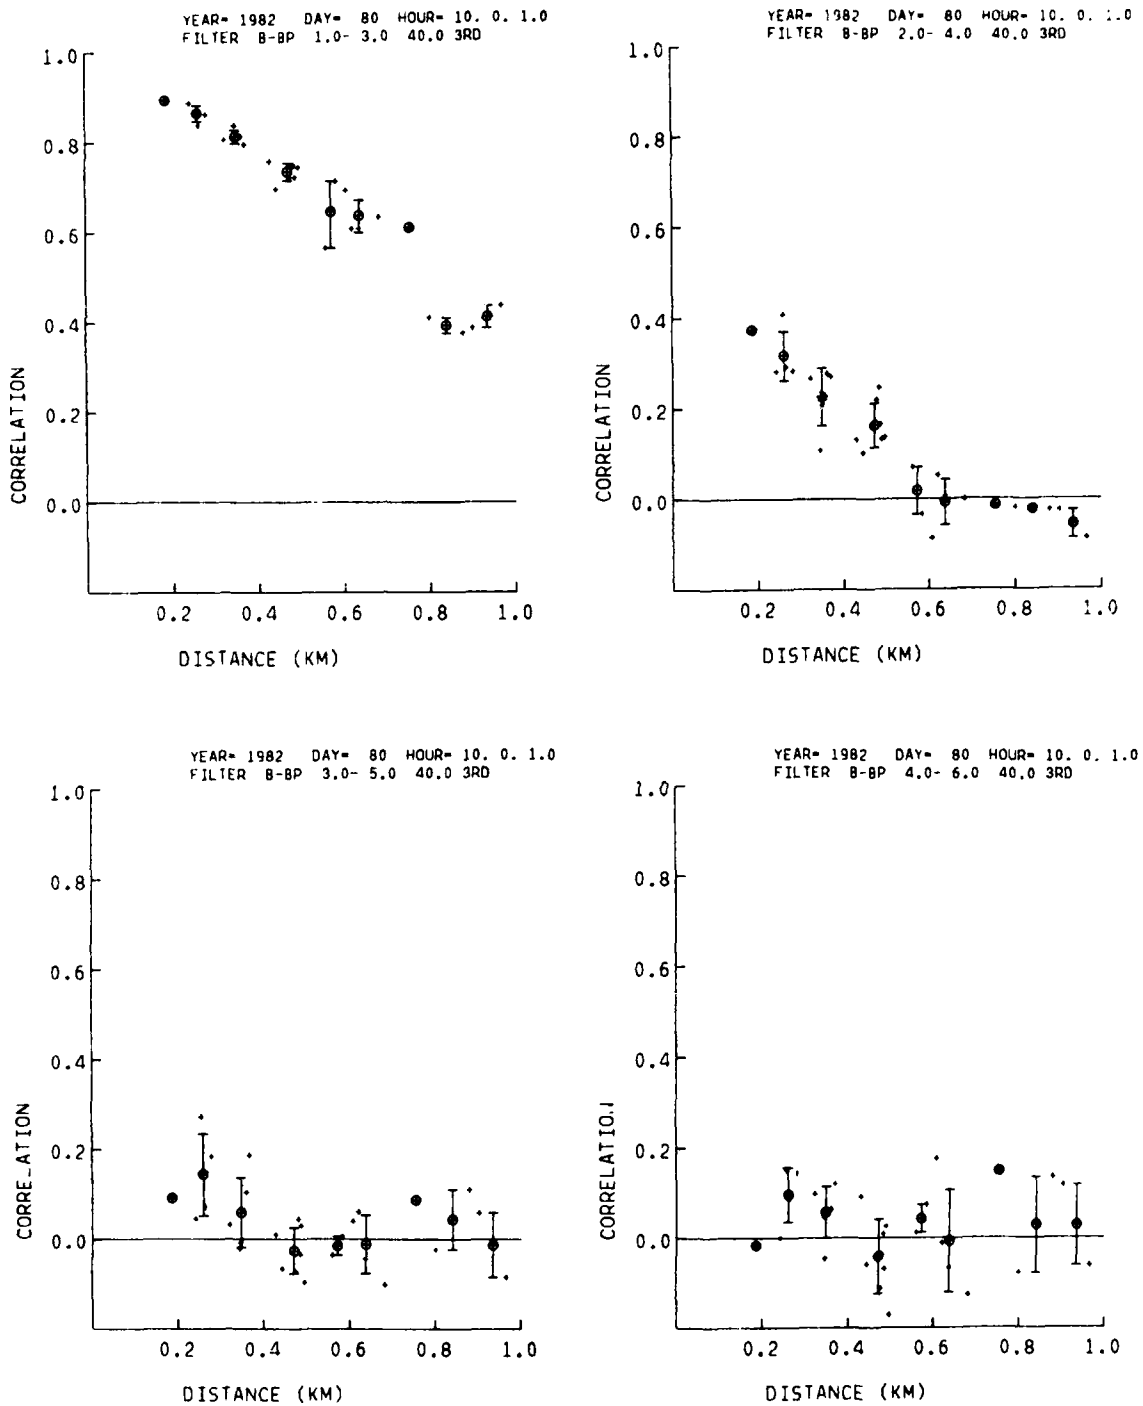 YEAR= 1982 DAY= 80 HOUR= 10. 0. 1.0
FILTER B-BP 1.0- 3.0 40.0 3RD
1.0
0.8
0.6
0.4
0.2
0.0
CORRELATION
0.2 0.4 0.6 0.8 1.0
DISTANCE (KM)
YEAR= 1982 DAY= 80 HOUR= 10. 0. 1.0
FILTER B-BP 2.0- 4.0 40.0 3RD
1.0
0.8
0.6
0.4
0.2
0.0
CORRELATION
0.2 0.4 0.6 0.8 1.0
DISTANCE (KM)
YEAR= 1982 DAY= 80 HOUR= 10. 0. 1.0
FILTER B-BP 3.0- 5.0 40.0 3RD
1.0
0.8
0.6
0.4
0.2
0.0
CORRELATION
0.2 0.4 0.6 0.8 1.0
DISTANCE (KM)
YEAR= 1982 DAY= 80 HOUR= 10. 0. 1.0
FILTER B-BP 4.0- 6.0 40.0 3RD
1.0
0.8
0.6
0.4
0.2
0.0
CORRELATION
0.2 0.4 0.6 0.8 1.0
DISTANCE (KM)